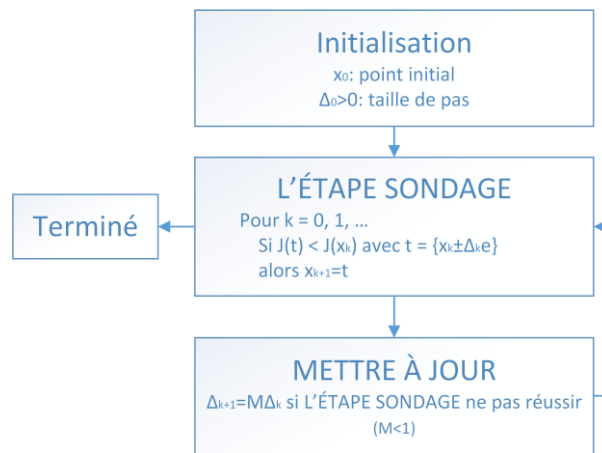 Initialisation
x₀: point initial
Δ₀>0: taille de pas
L'ÉTAPE SONDAGE
Pour k = 0, 1, ...
Si J(t) < J(xₖ) avec t = {xₖ±Δₖe}
alors xₖ₊₁=t
Terminé
METTRE À JOUR
Δₖ₊₁=MΔₖ si L'ÉTAPE SONDAGE ne pas réussir
(M<1)